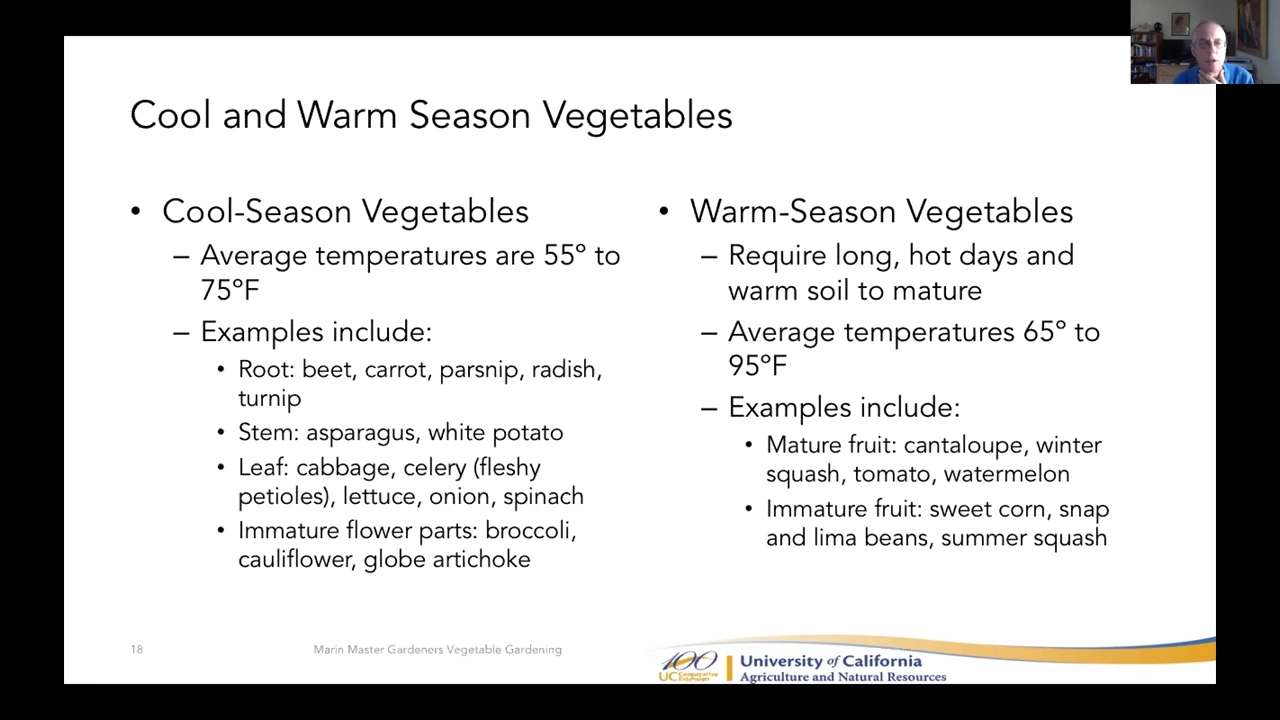 Cool and Warm Season Vegetables
• Cool-Season Vegetables
– Average temperatures are 55° to
75°F
– Examples include:
• Root: beet, carrot, parsnip, radish,
turnip
• Stem: asparagus, white potato
• Leaf: cabbage, celery (fleshy
petioles), lettuce, onion, spinach
• Immature flower parts: broccoli,
cauliflower, globe artichoke
• Warm-Season Vegetables
– Require long, hot days and
warm soil to mature
– Average temperatures 65° to
95°F
– Examples include:
• Mature fruit: cantaloupe, winter
squash, tomato, watermelon
• Immature fruit: sweet corn, snap
and lima beans, summer squash
18
Marin Master Gardeners Vegetable Gardening
100
UC Cooperative
Extension
University of California
Agriculture and Natural Resources